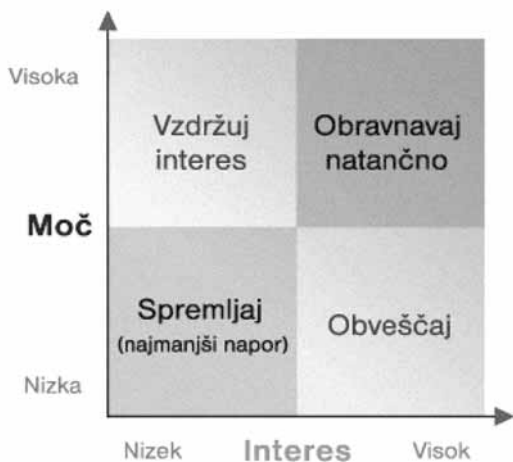 Visoka
Vzdržuj
interes
Obravnavaj
natančno
Moč
Spremljaj
(najmanjši napor)
Obveščaj
Nizka
Nizek
Interes
Visok